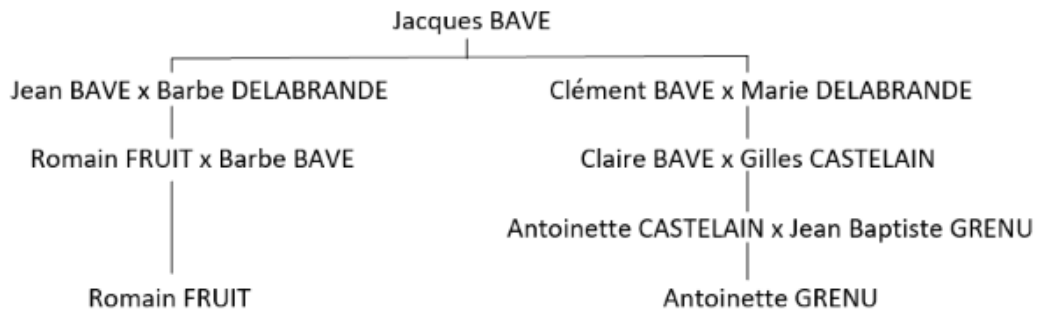 Jacques BAVE
Jean BAVE x Barbe DELABRANDE
Clément BAVE x Marie DELABRANDE
Romain FRUIT x Barbe BAVE
Claire BAVE x Gilles CASTELAIN
Antoinette CASTELAIN x Jean Baptiste GRENU
Romain FRUIT
Antoinette GRENU